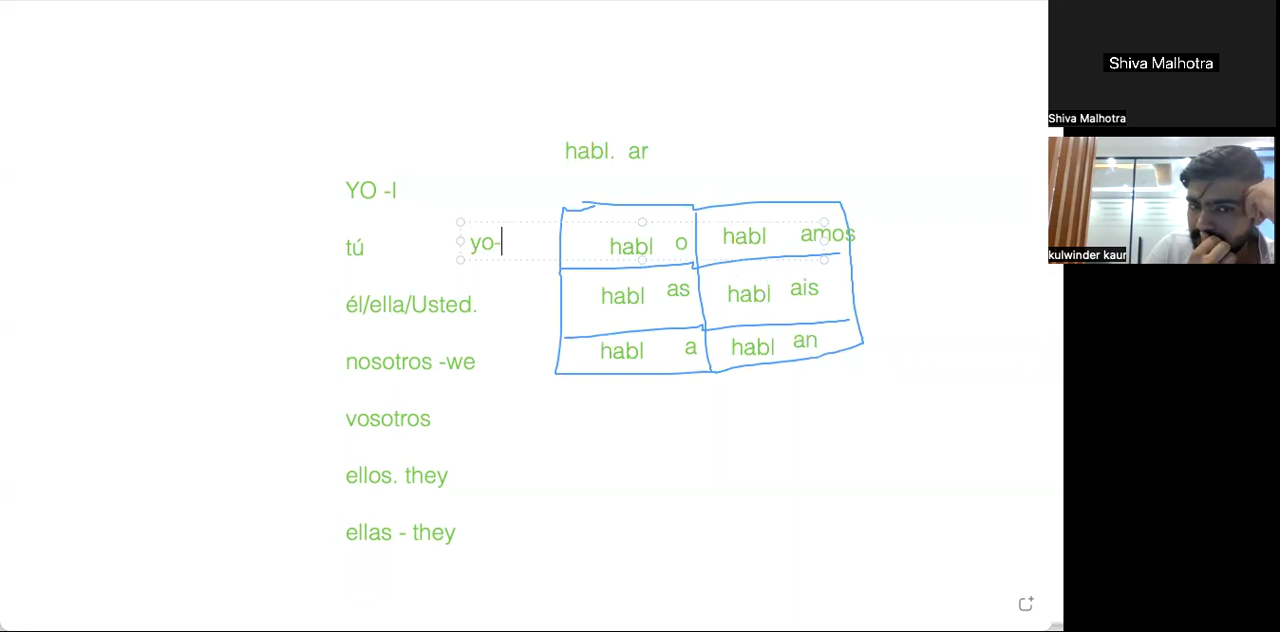 habl. ar
YO -I
tú
él/ella/Usted.
nosotros -we
vosotros
ellos. they
ellas - they
yo- habl o habl amos
habl as habl ais
habl a habl an
Shiva Malhotra
Shiva Malhotra
kulwinder kaur